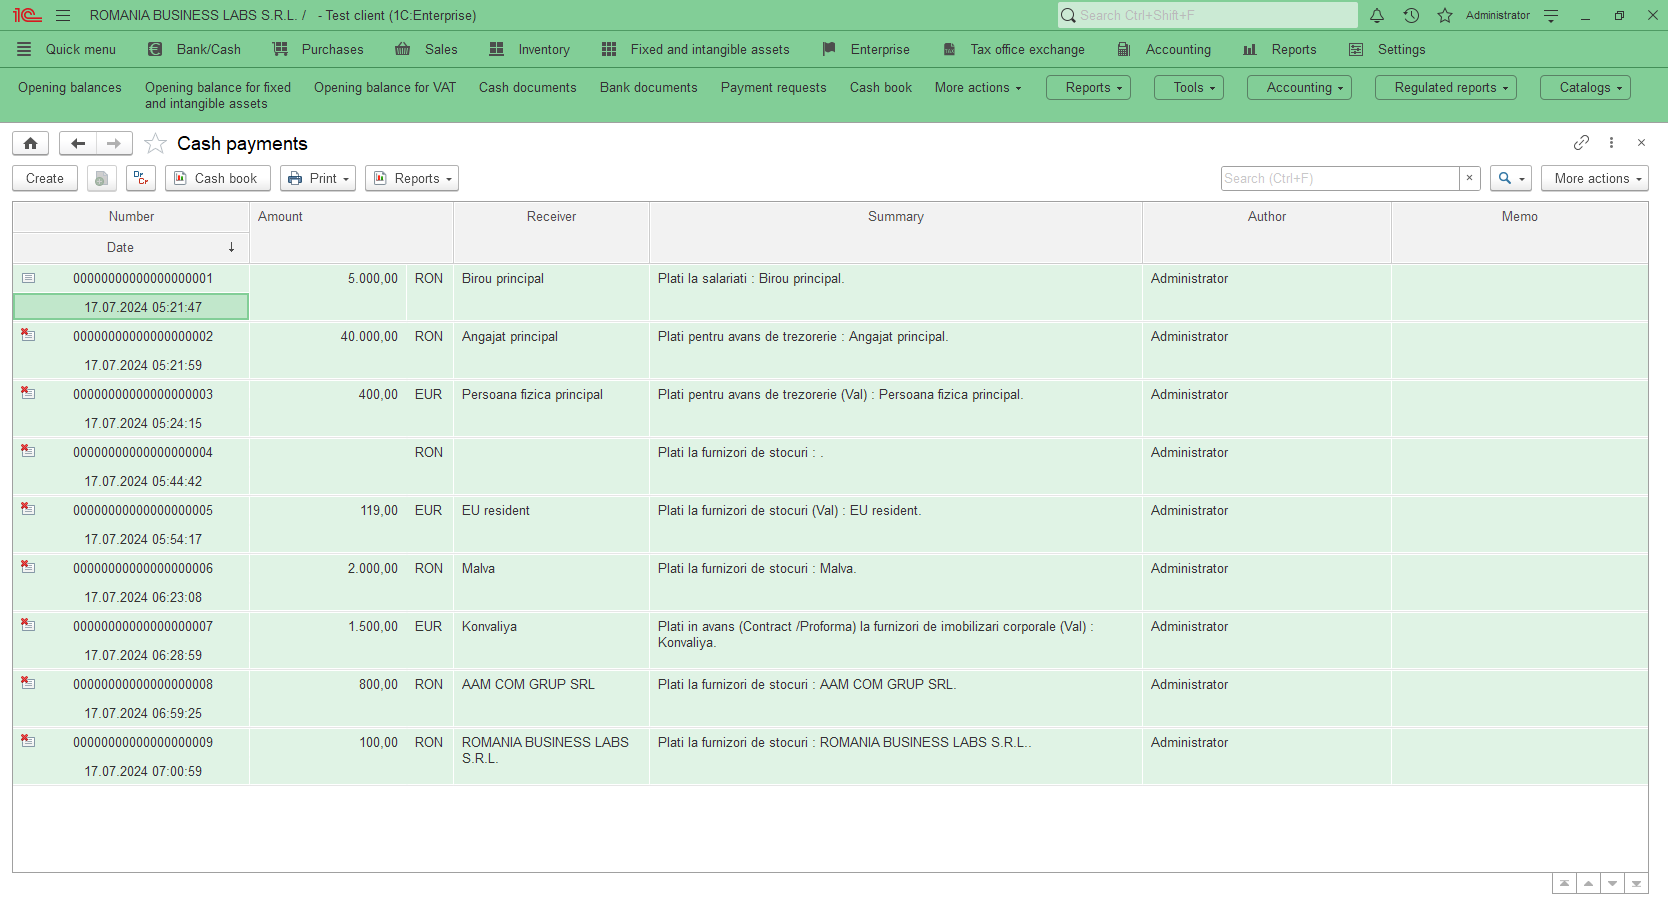 ROMANIA BUSINESS LABS S.R.L. / - Test client (1C:Enterprise)
Search Ctrl+Shift+F
Administrator
Quick menu
Bank/Cash
Purchases
Sales
Inventory
Fixed and intangible assets
Enterprise
Tax office exchange
Accounting
Reports
Settings
Opening balances
Opening balance for fixed
and intangible assets
Opening balance for VAT
Cash documents
Bank documents
Payment requests
Cash book
More actions
Reports
Tools
Accounting
Regulated reports
Catalogs
Cash payments
Create
Dr
Cr
Cash book
Print
Reports
Search (Ctrl+F)
×
More actions
Number Amount Receiver Summary Author Memo
Date ↓
00000000000000000001 5.000,00 RON Birou principal Plati la salariati : Birou principal. Administrator
17.07.2024 05:21:47
00000000000000000002 40.000,00 RON Angajat principal Plati pentru avans de trezorerie : Angajat principal. Administrator
17.07.2024 05:21:59
00000000000000000003 400,00 EUR Persoana fizica principal Plati pentru avans de trezorerie (Val) : Persoana fizica principal. Administrator
17.07.2024 05:24:15
00000000000000000004 RON Plati la furnizori de stocuri : . Administrator
17.07.2024 05:44:42
00000000000000000005 119,00 EUR EU resident Plati la furnizori de stocuri (Val) : EU resident. Administrator
17.07.2024 05:54:17
00000000000000000006 2.000,00 RON Malva Plati la furnizori de stocuri : Malva. Administrator
17.07.2024 06:23:08
00000000000000000007 1.500,00 EUR Konvaliya Plati in avans (Contract /Proforma) la furnizori de imobilizari corporale (Val) : Administrator
Konvaliya.
17.07.2024 06:28:59
00000000000000000008 800,00 RON AAM COM GRUP SRL Plati la furnizori de stocuri : AAM COM GRUP SRL. Administrator
17.07.2024 06:59:25
00000000000000000009 100,00 RON ROMANIA BUSINESS LABS Plati la furnizori de stocuri : ROMANIA BUSINESS LABS S.R.L.. Administrator
S.R.L.
17.07.2024 07:00:59